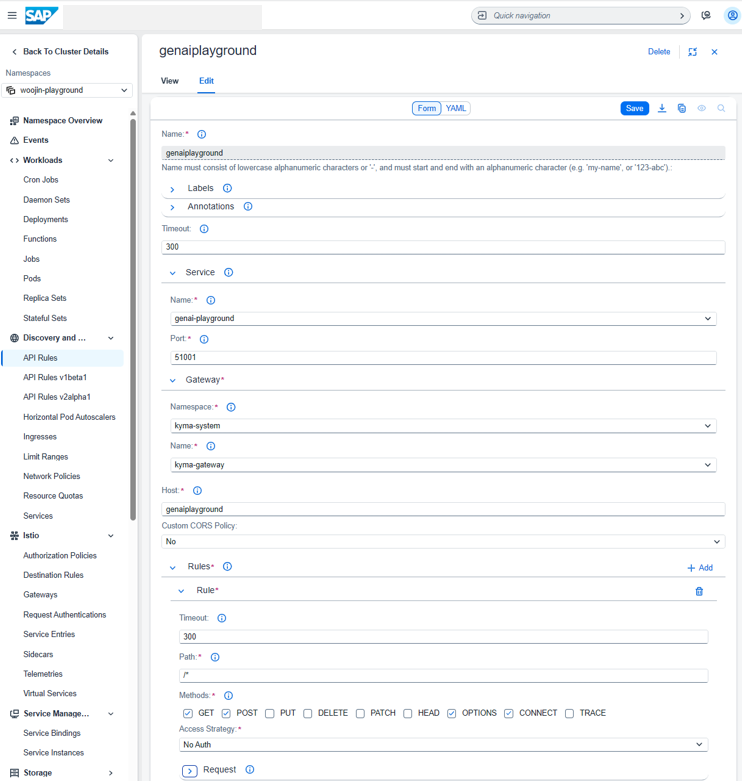 SAP
Quick navigation
Back To Cluster Details
Namespaces
woojin-playground
Namespace Overview
Events
Workloads
Cron Jobs
Daemon Sets
Deployments
Functions
Jobs
Pods
Replica Sets
Stateful Sets
Discovery and ...
API Rules
API Rules v1beta1
API Rules v2alpha1
Horizontal Pod Autoscalers
Ingresses
Limit Ranges
Network Policies
Resource Quotas
Services
Istio
Authorization Policies
Destination Rules
Gateways
Request Authentications
Service Entries
Sidecars
Telemetries
Virtual Services
Service Manage...
Service Bindings
Service Instances
Storage
genaiplayground
Delete
View Edit
Form YAML
Save
Name:*
genaiplayground
Name must consist of lowercase alphanumeric characters or '-', and must start and end with an alphanumeric character (e.g. 'my-name', or '123-abc').:
Labels
Annotations
Timeout:
300
Service
Name:*
genai-playground
Port:*
51001
Gateway*
Namespace:*
kyma-system
Name:*
kyma-gateway
Host:*
genaiplayground
Custom CORS Policy:
No
Rules*
+ Add
Rule*
Timeout:
300
Path:*
/*
Methods:*
GET POST PUT DELETE PATCH HEAD OPTIONS CONNECT TRACE
Access Strategy:*
No Auth
Request